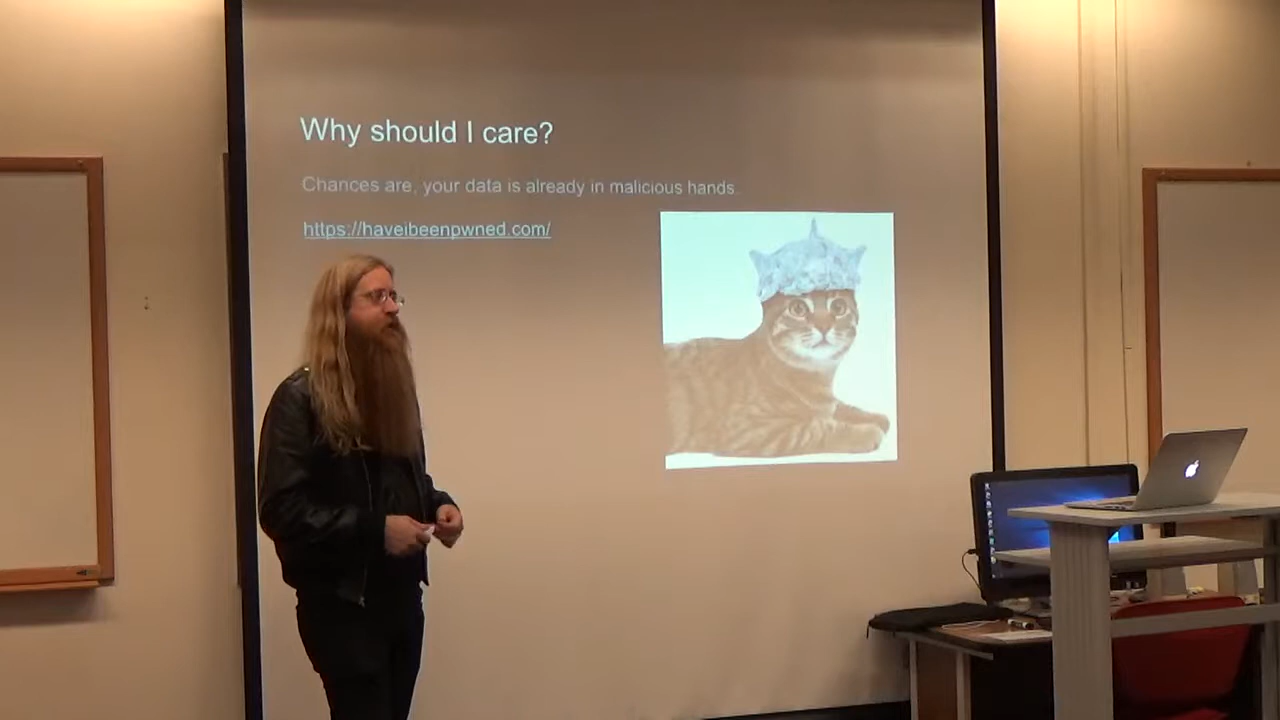 Why should I care?
Chances are, your data is already in malicious hands.
https://haveibeenpwned.com/